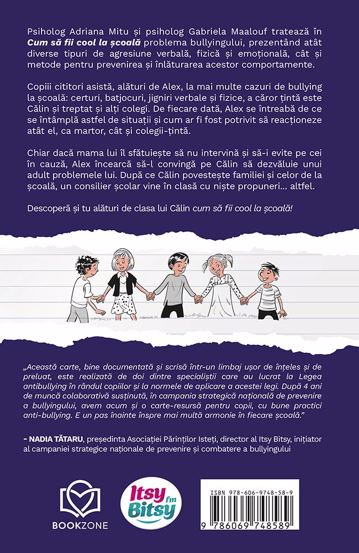 Psiholog Adriana Mitu și psiholog Gabriela Maalouf tratează în
Cum să fii cool la școală problema bullyingului, prezentând atât
diverse tipuri de agresiune verbală, fizică și emoțională, cât și
metode pentru prevenirea și înlăturarea acestor comportamente.
Copiii cititori asistă, alături de Alex, la mai multe cazuri de bullying
la școală: certuri, batjocuri, jigniri verbale și fizice, a căror țintă este
Călin și treptat și alți colegi. De fiecare dată, Alex se întreabă de ce
se întâmplă astfel de situații și cum ar fi fost potrivit să reacționeze
atât el, ca martor, cât și colegii-țintă.
Chiar dacă mama lui îl sfătuiește să nu intervină și să-i evite pe cei
în cauză, Alex încearcă să-l convingă pe Călin să dezvăluie unui
adult problemele lui. După ce Călin povestește familiei și celor de la
școală, un consilier școlar vine în clasă cu niște propuneri... altfel.
Descoperă și tu alături de clasa lui Călin cum să fii cool la școală!
„Această carte, bine documentată și scrisă într-un limbaj ușor de înțeles și de
preluat, este realizată de doi dintre specialiștii care au lucrat la Legea
antibullying în rândul copiilor și la normele de aplicare a acestei legi. După 4 ani
de muncă colaborativă susținută, în campania strategică națională de prevenire
a bullyingului, avem acum și o carte-resursă pentru copii, cu bune practici
anti-bullying. E un pas înainte înspre mai multă armonie în fiecare școală.”
– NADIA TĂTARU, președinta Asociației Părinților Isteți, director al Itsy Bitsy, inițiator
al campaniei strategice naționale de prevenire și combatere a bullyingului
BOOKZONE
Itsy
fm
Bitsy
ISBN 978-606-9748-58-9
9 786069 748589